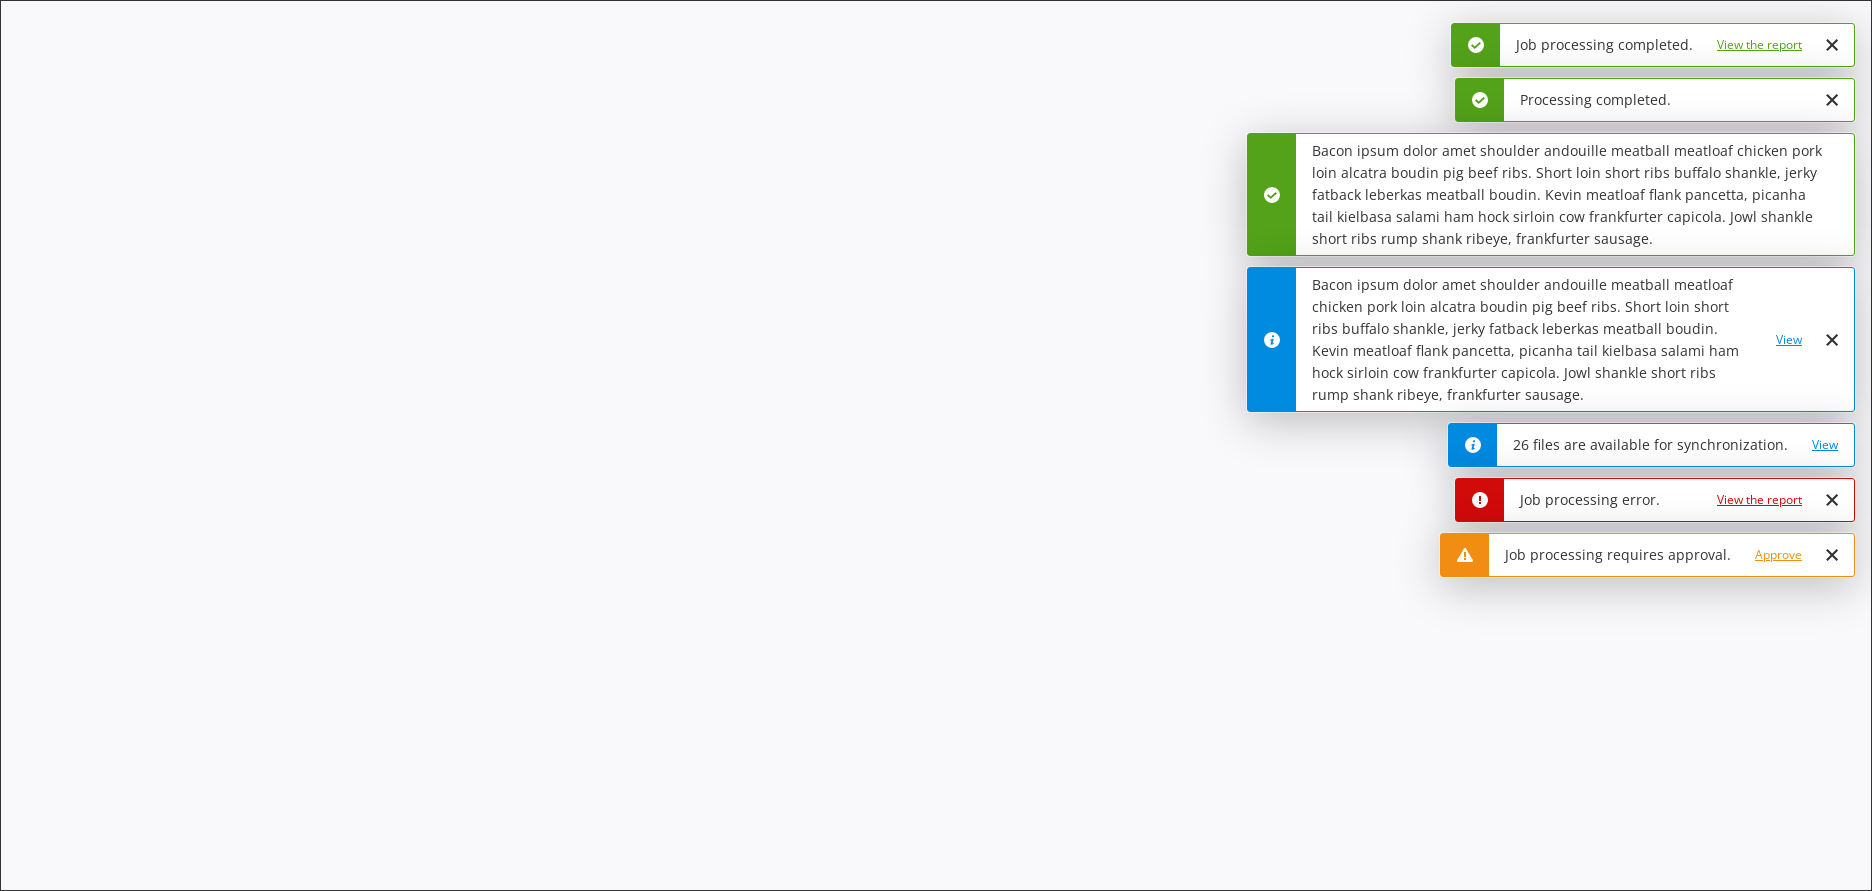 Job processing completed. View the report
Processing completed.
Bacon ipsum dolor amet shoulder andouille meatball meatloaf chicken pork
loin alcatra boudin pig beef ribs. Short loin short ribs buffalo shankle, jerky
fatback leberkas meatball boudin. Kevin meatloaf flank pancetta, picanha
tail kielbasa salami ham hock sirloin cow frankfurter capicola. Jowl shankle
short ribs rump shank ribeye, frankfurter sausage.
Bacon ipsum dolor amet shoulder andouille meatball meatloaf
chicken pork loin alcatra boudin pig beef ribs. Short loin short
ribs buffalo shankle, jerky fatback leberkas meatball boudin.
Kevin meatloaf flank pancetta, picanha tail kielbasa salami ham
hock sirloin cow frankfurter capicola. Jowl shankle short ribs
rump shank ribeye, frankfurter sausage.
View
26 files are available for synchronization. View
Job processing error. View the report
Job processing requires approval. Approve